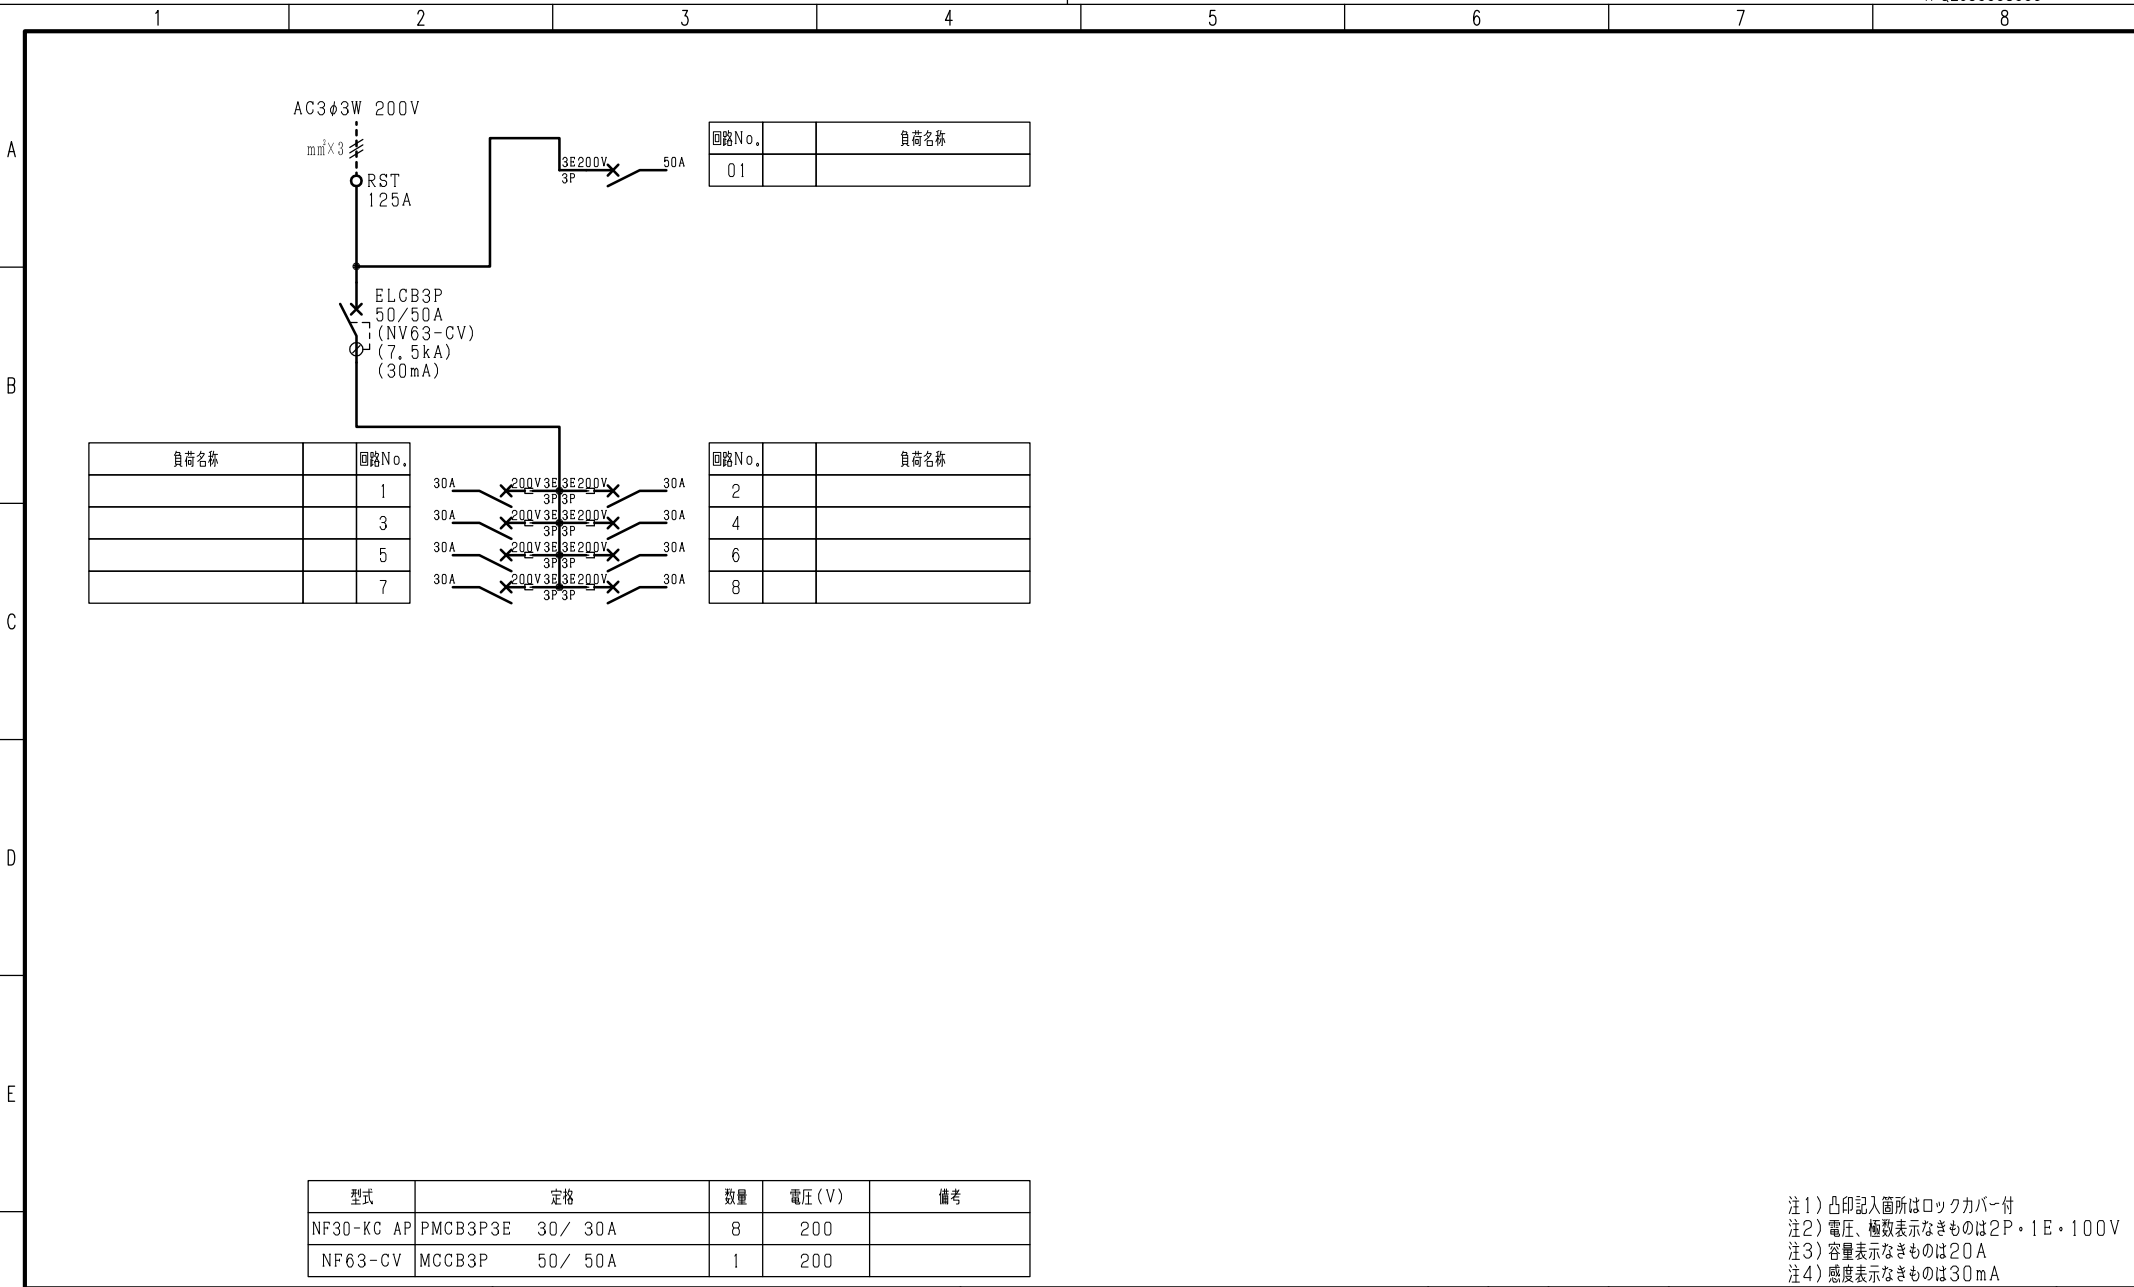 1 2 3 4 5 6 7 8
A
B
C
D
E
AC3φ3W 200V
mm²×3
RST
125A
3E200V 50A
3P
回路No. 負荷名称
01
ELCB3P
50/50A
(NV63-CV)
(7.5kA)
(30mA)
負荷名称 回路No.
1
3
5
7
30A 200V3E 3E200V 30A
3P 3P
30A 200V3E 3E200V 30A
3P 3P
30A 200V3E 3E200V 30A
3P 3P
30A 200V3E 3E200V 30A
3P 3P
回路No. 負荷名称
2
4
6
8
型式 定格 数量 電圧(V) 備考
NF30-KC AP PMCB3P3E 30/ 30A 8 200
NF63-CV MCCB3P 50/ 50A 1 200
注1)凸印記入箇所はロックカバー付
注2)電圧、極数表示なきものは2P・1E・100V
注3)容量表示なきものは20A
注4)感度表示なきものは30mA